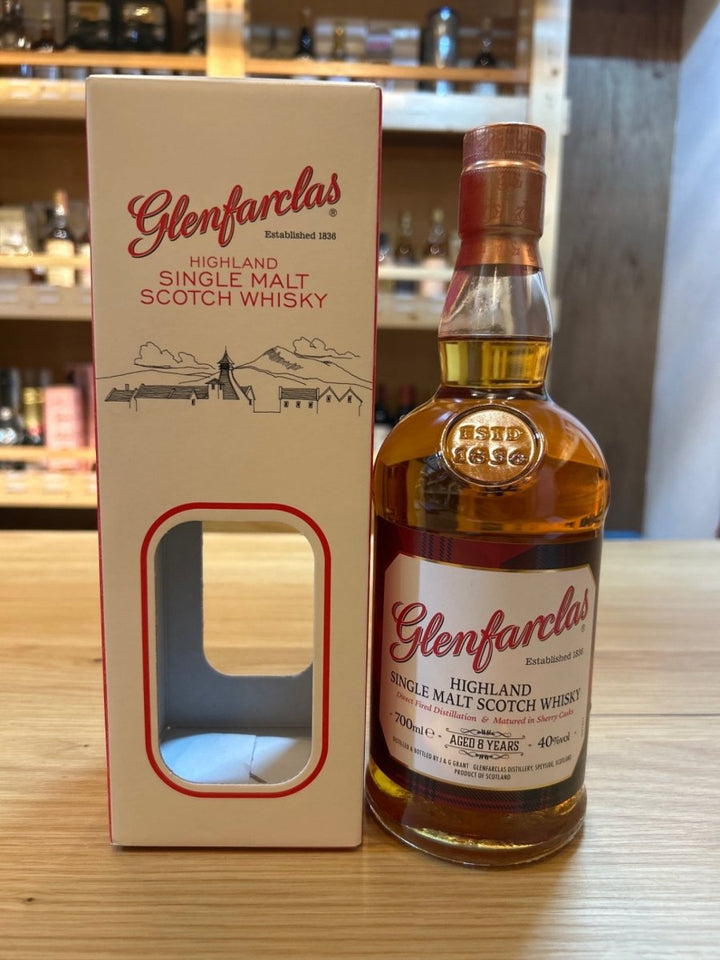 Glenfarclas®
Established 1836
HIGHLAND
SINGLE MALT
SCOTCH WHISKY
ESTD
1836
Glenfarclas®
Established 1836
HIGHLAND
SINGLE MALT SCOTCH WHISKY
Direct Fired Distillation & Matured in Sherry Casks
700ml e AGED 8 YEARS 40%vol
DISTILLED & BOTTLED BY J & G GRANT GLENFARCLAS DISTILLERY, SPEYSIDE, SCOTLAND
PRODUCT OF SCOTLAND